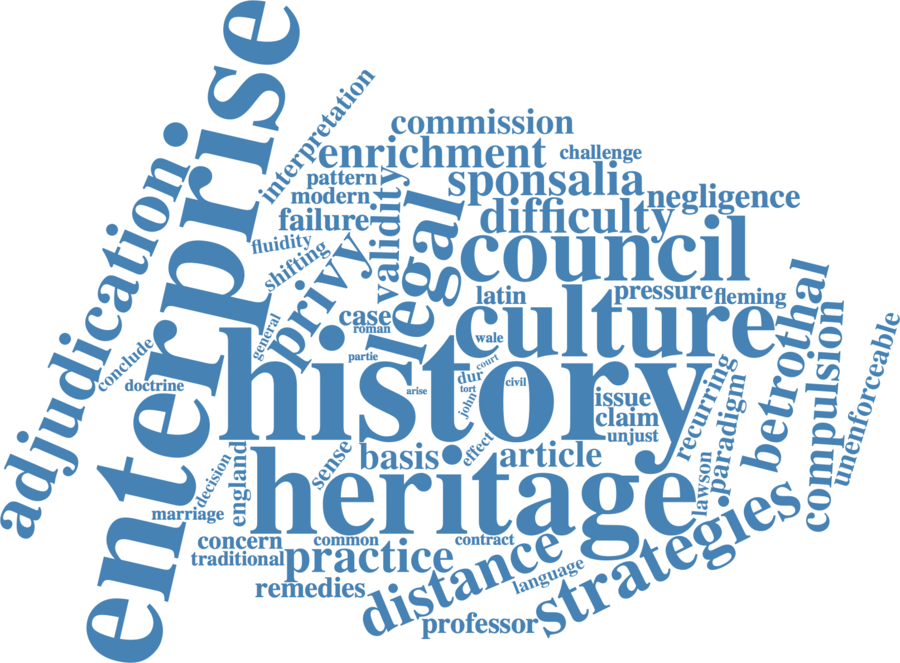 enterprise
adjudication
interpretation
commission
enrichment
challenge
pattern
sponsalia
modern
negligence
validity
legal
failure
difficulty
fluidity
council
shifting
privy
latin
pressure
fleming
betrothal
case
roman
culture
general
wale
history
partie
court
conclude
doctrine
dur
tort
john
civil
arise
issue
claim
unjust
recurring
paradigm
compulsion
unenforceable
effect
basis
article
sense
decision
england
heritage
lawson
marriage
strategies
concern
common
contract
traditional
practice
distance
language
remedies
professor